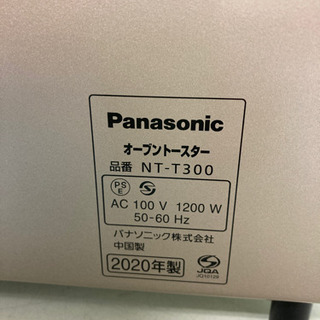 Panasonic
オーブントースター
品番 NT-T300
PS
E
AC 100 V 1200 W
50-60 Hz
パナソニック株式会社
中国製
2020年製
JQA
JQ10129